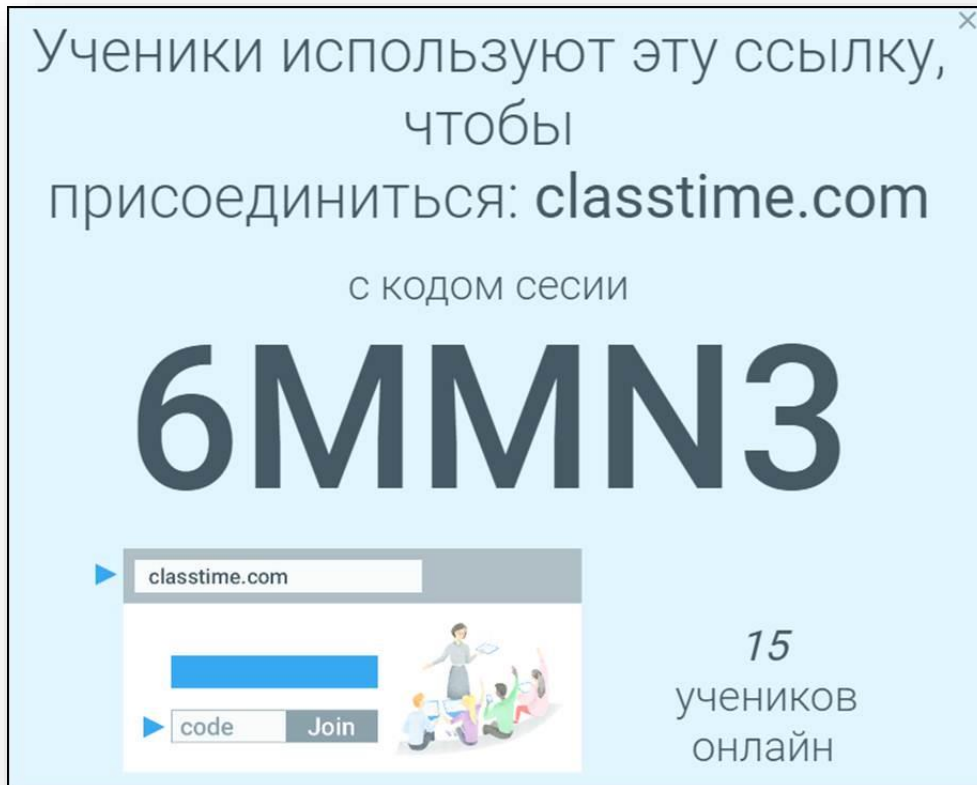 Ученики используют эту ссылку,
чтобы
присоединиться: classtime.com
с кодом сесии
6MMN3
classtime.com
code Join
15
учеников
онлайн